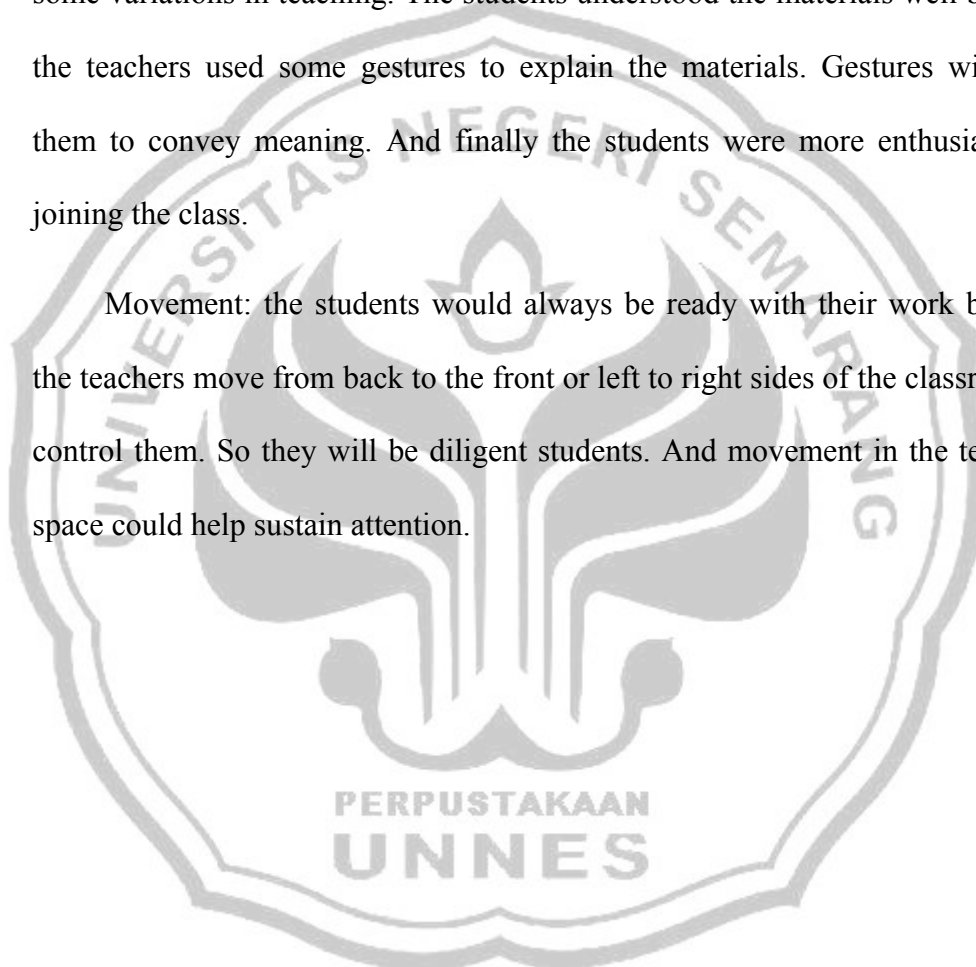 some variations in teaching. The students understood the materials well
the teachers used some gestures to explain the materials. Gestures
them to convey meaning. And finally the students were more
joining the class.
Movement: the students would always be ready with their work
the teachers move from back to the front or left to right sides of the
control them. So they will be diligent students. And movement in the
space could help sustain attention.
UNIVERSITAS NEGERI SEMARANG
PERPUSTAKAAN
UNNES